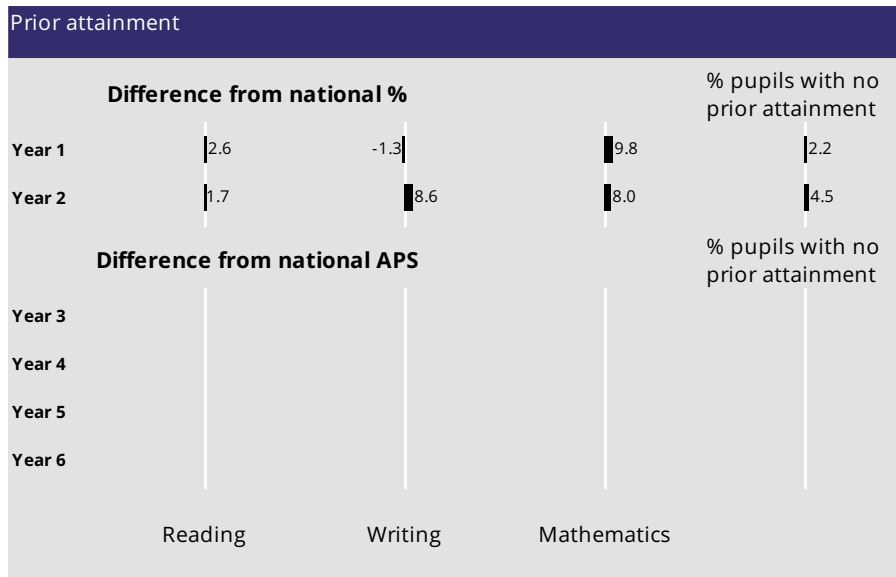 Prior attainment
Difference from national %
% pupils with no
prior attainment
Year 1 2.6 -1.3 9.8 2.2
Year 2 1.7 8.6 8.0 4.5
Difference from national APS
% pupils with no
prior attainment
Year 3
Year 4
Year 5
Year 6
Reading Writing Mathematics